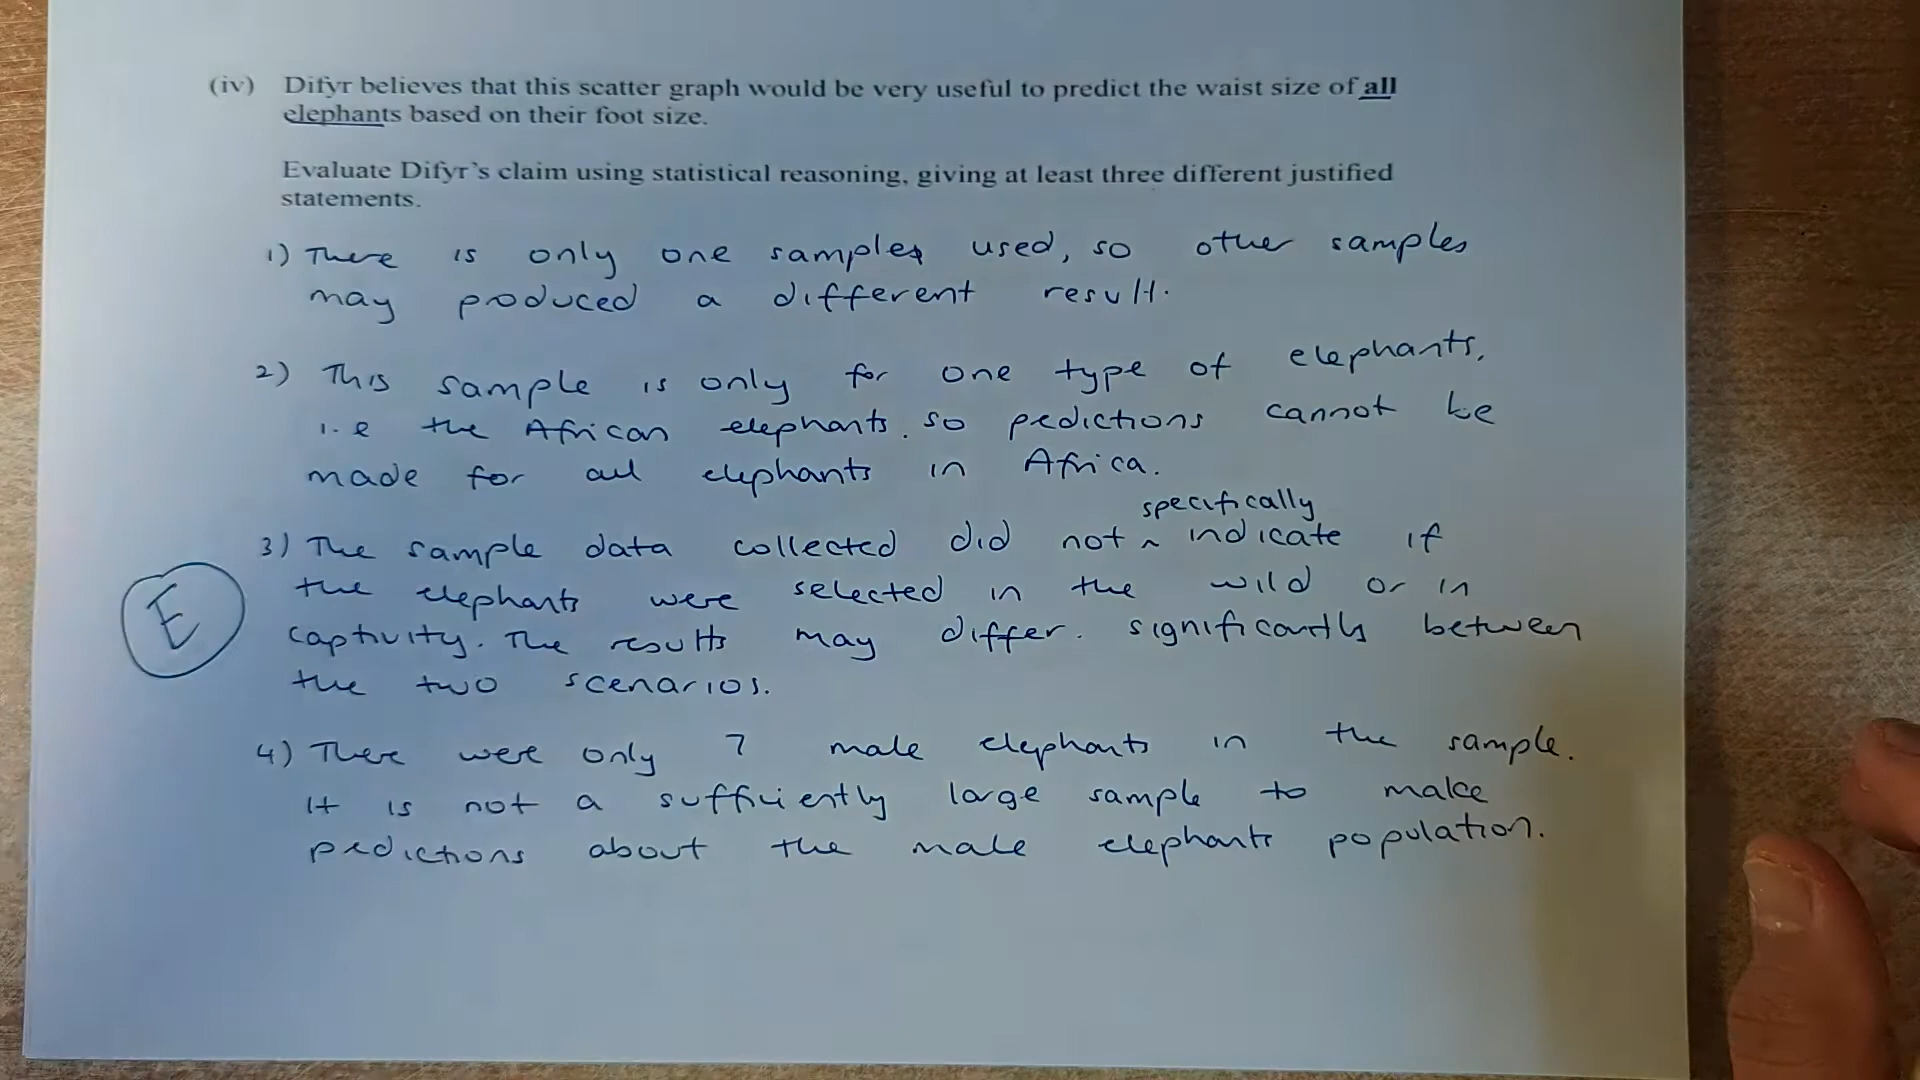 (iv) Difyr believes that this scatter graph would be very useful to predict the waist size of all
elephants based on their foot size.
Evaluate Difyr's claim using statistical reasoning, giving at least three different justified
statements.
1) There is only one samples used, so other samples
may produced a different result.
2) This sample is only for one type of elephants,
i.e the African elephants. so pedictions cannot be
made for all elephants in Africa.
specifically
3) The sample data collected did not ^ indicate if
the elephants were selected in the wild or in
captivity. The results may differ. significantly between
the two scenarios.
E
4) There were only 7 male elephants in the sample.
It is not a sufficiently large sample to make
pedictions about the male elephants population.